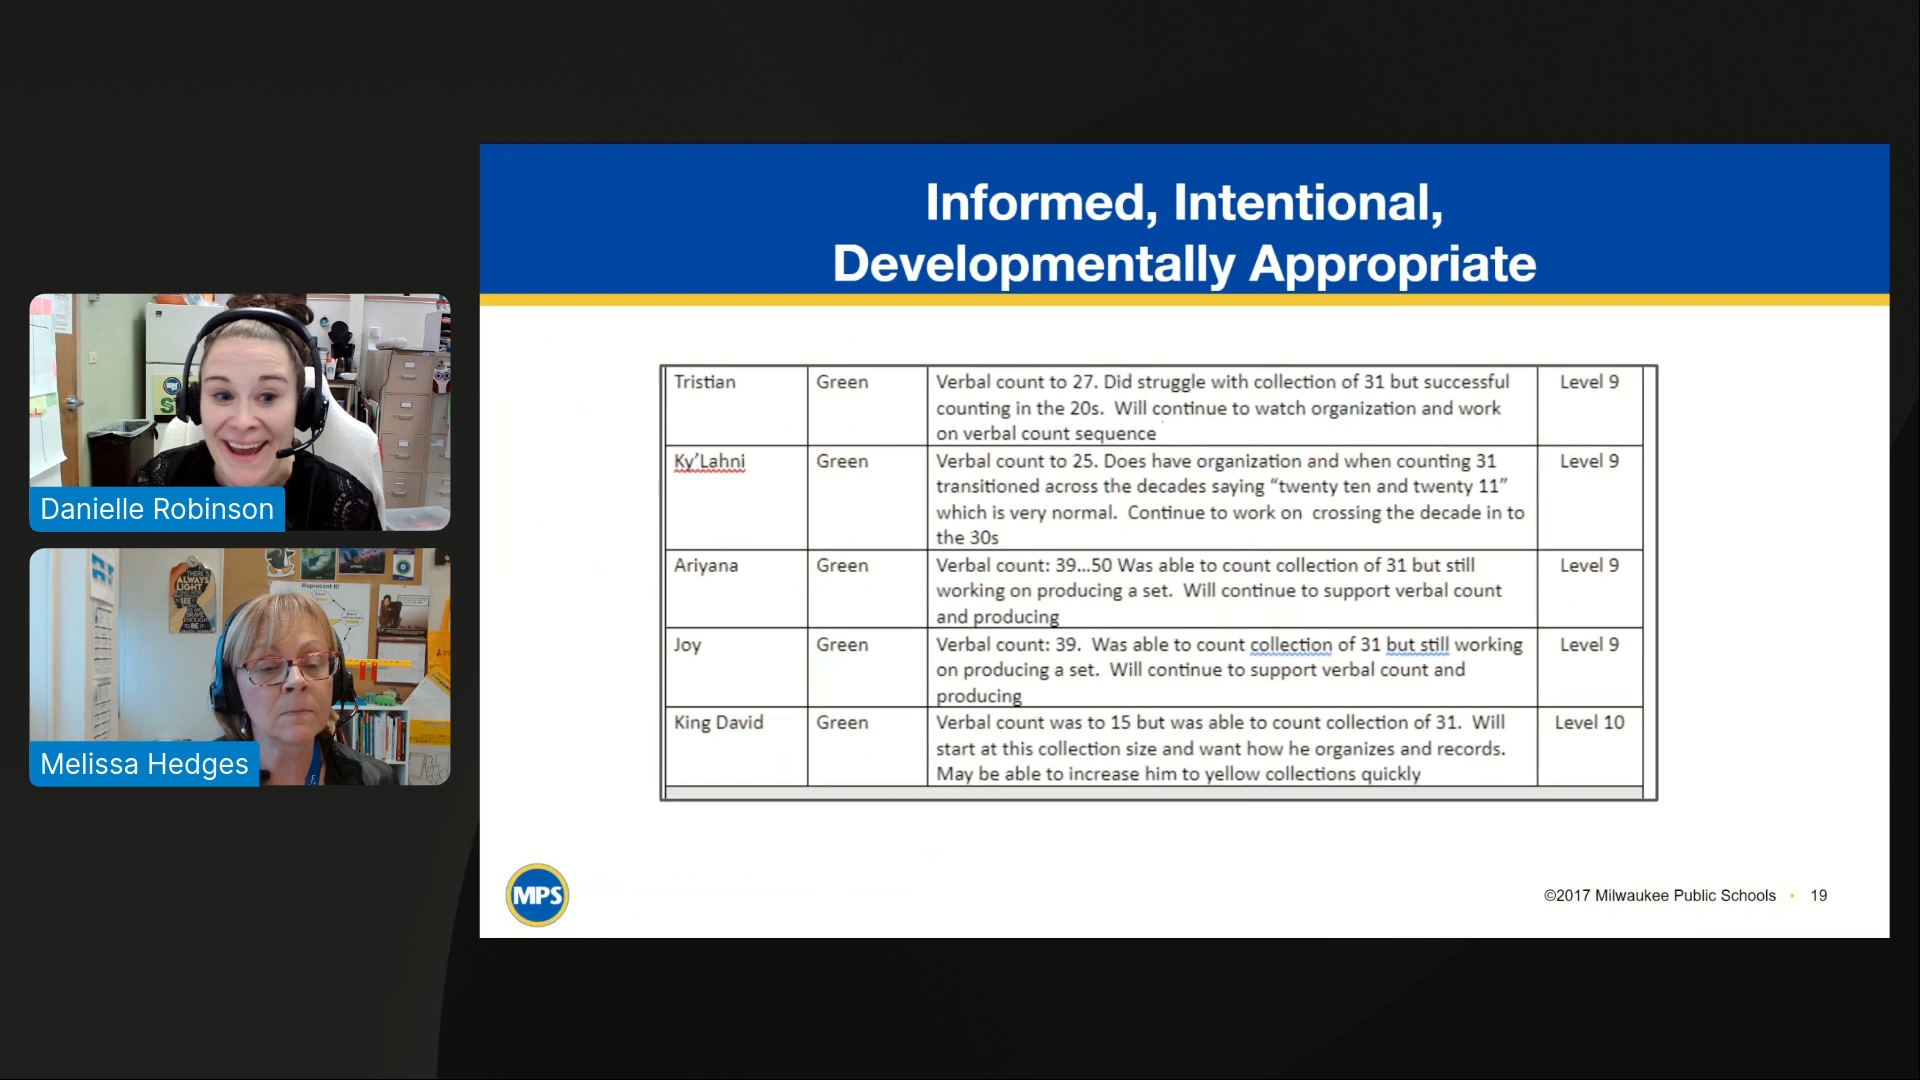 Informed, Intentional,
Developmentally Appropriate
Tristian
Green
Verbal count to 27. Did struggle with collection of 31 but successful
counting in the 20s. Will continue to watch organization and work
on verbal count sequence
Level 9
Ky’Lahni
Green
Verbal count to 25. Does have organization and when counting 31
transitioned across the decades saying “twenty ten and twenty 11”
which is very normal. Continue to work on crossing the decade in to
the 30s
Level 9
Ariyana
Green
Verbal count: 39...50 Was able to count collection of 31 but still
working on producing a set. Will continue to support verbal count
and producing
Level 9
Joy
Green
Verbal count: 39. Was able to count collection of 31 but still working
on producing a set. Will continue to support verbal count and
producing
Level 9
King David
Green
Verbal count was to 15 but was able to count collection of 31. Will
start at this collection size and want how he organizes and records.
May be able to increase him to yellow collections quickly
Level 10
MPS
©2017 Milwaukee Public Schools • 19
Danielle Robinson
THERE IS
ALWAYS
LIGHT
Represent It!
Melissa Hedges